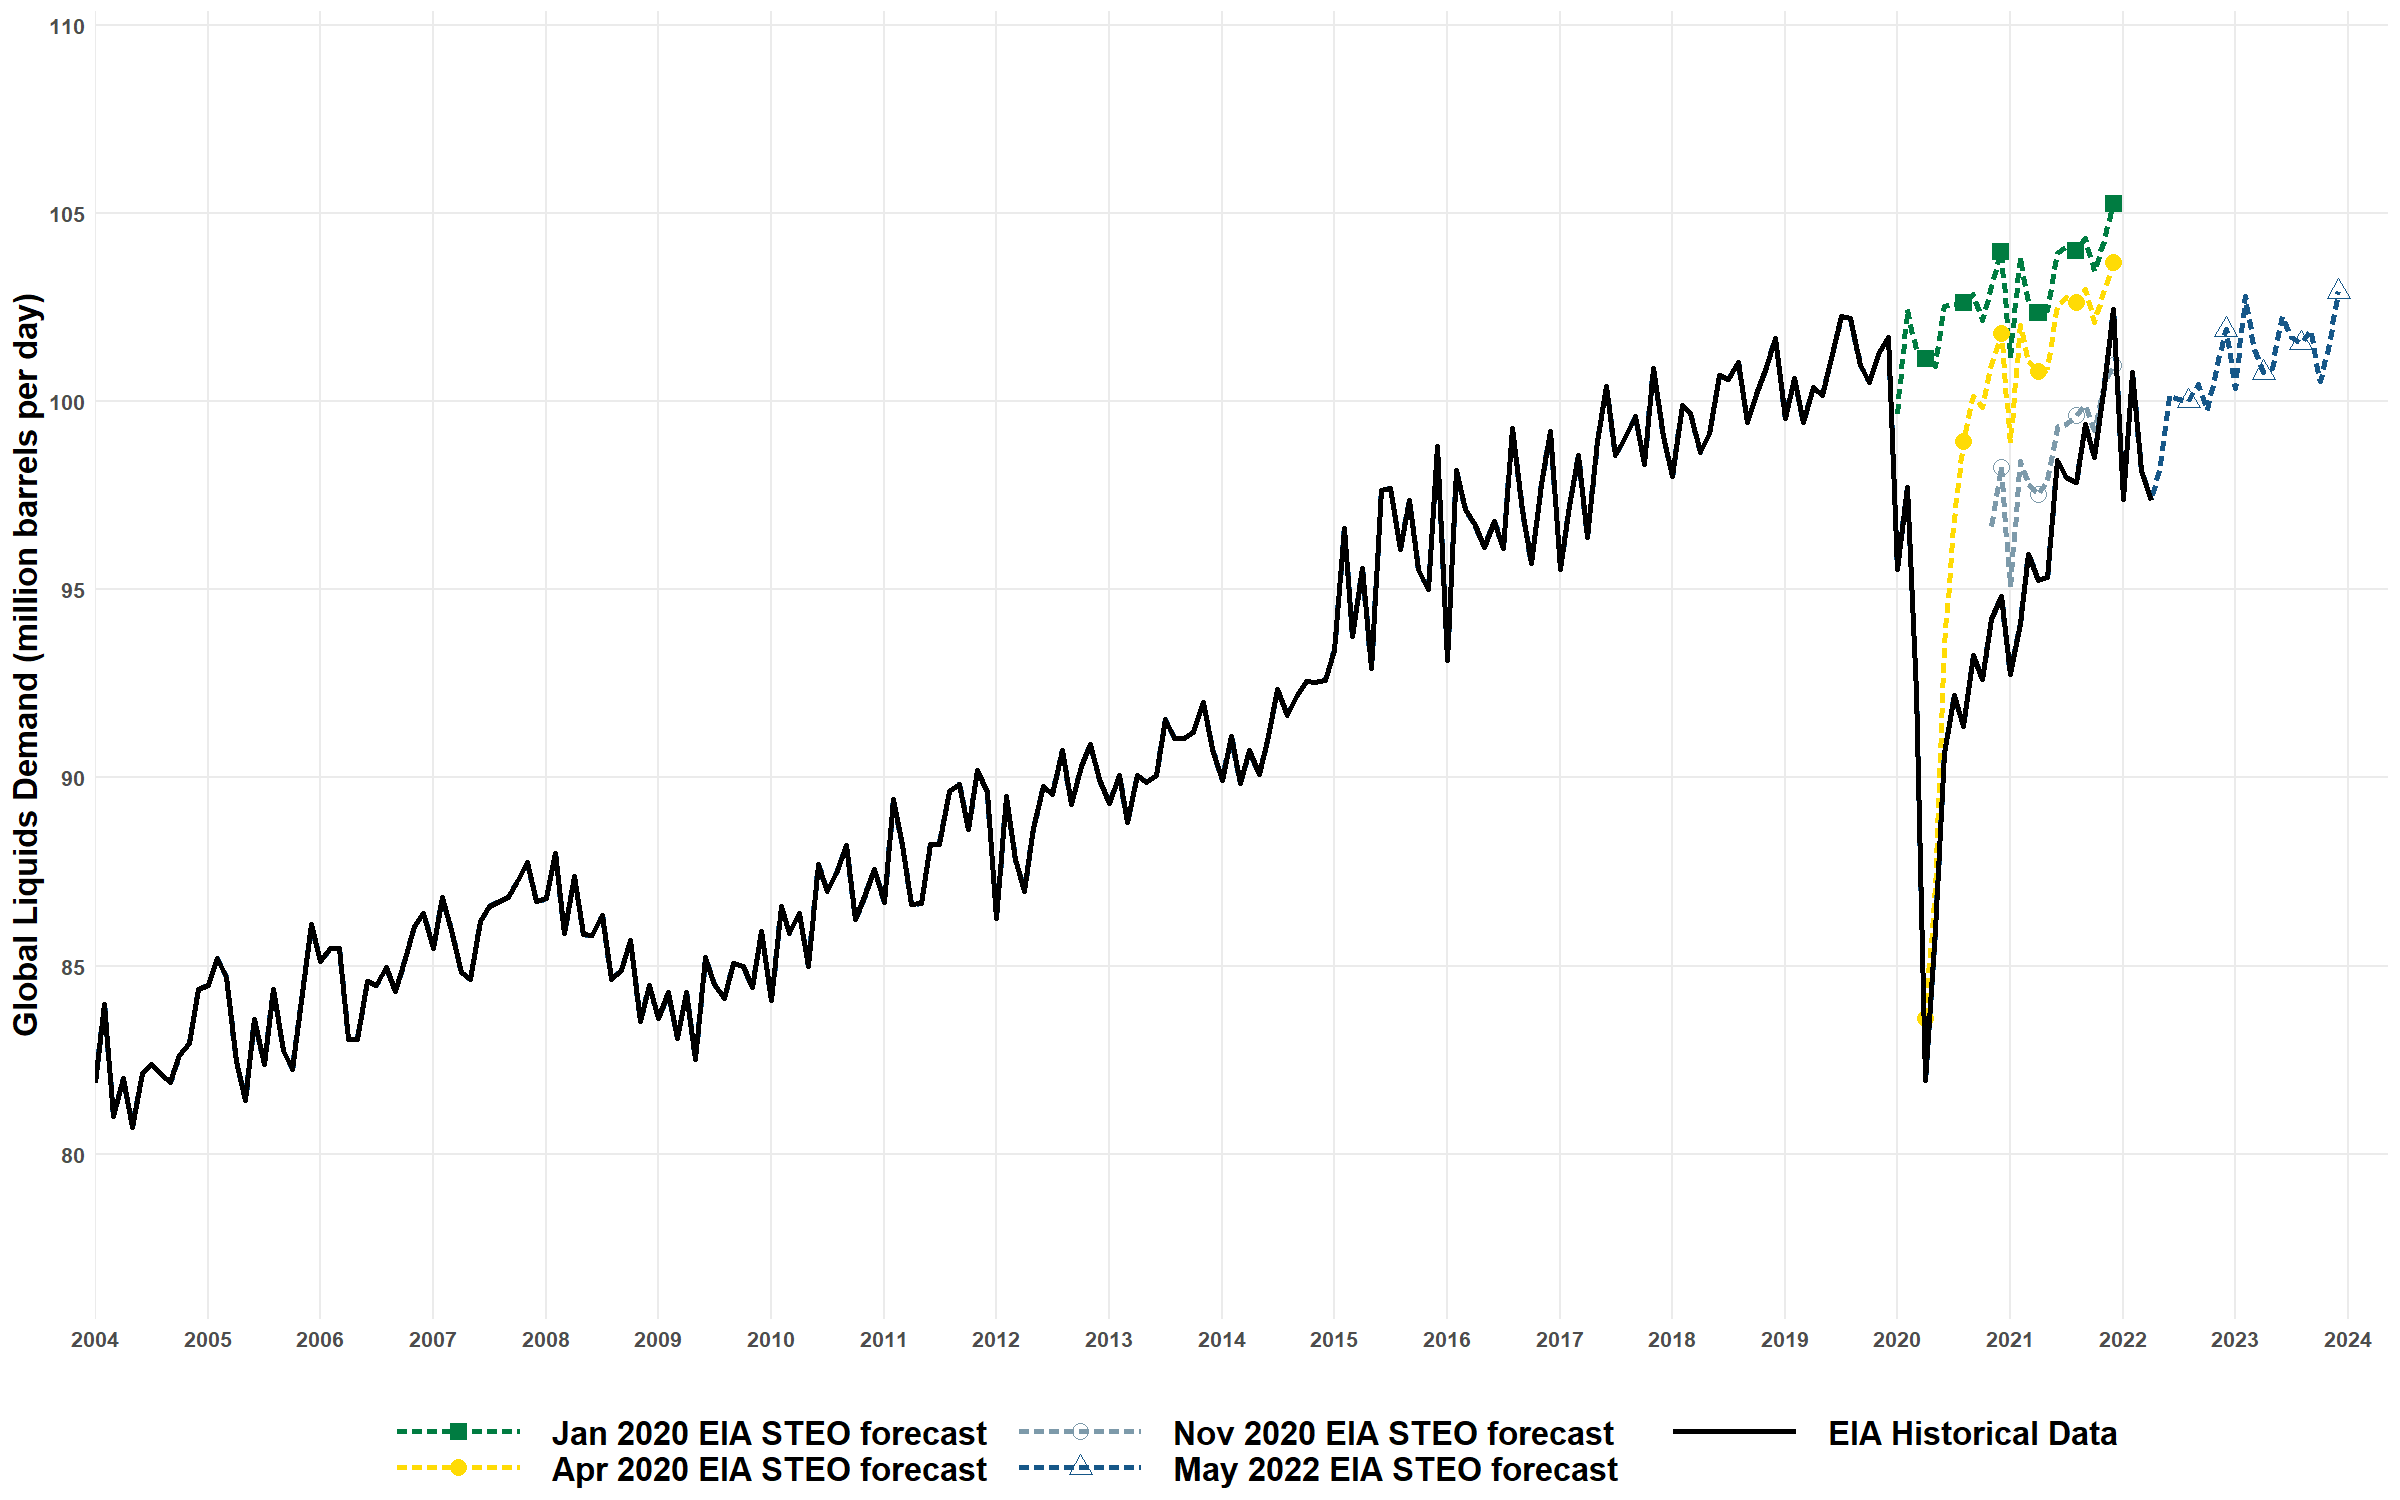 Global Liquids Demand (million barrels per day)
110
105
100
95
90
85
80
2004 2005 2006 2007 2008 2009 2010 2011 2012 2013 2014 2015 2016 2017 2018 2019 2020 2021 2022 2023 2024
Jan 2020 EIA STEO forecast Nov 2020 EIA STEO forecast EIA Historical Data
Apr 2020 EIA STEO forecast May 2022 EIA STEO forecast